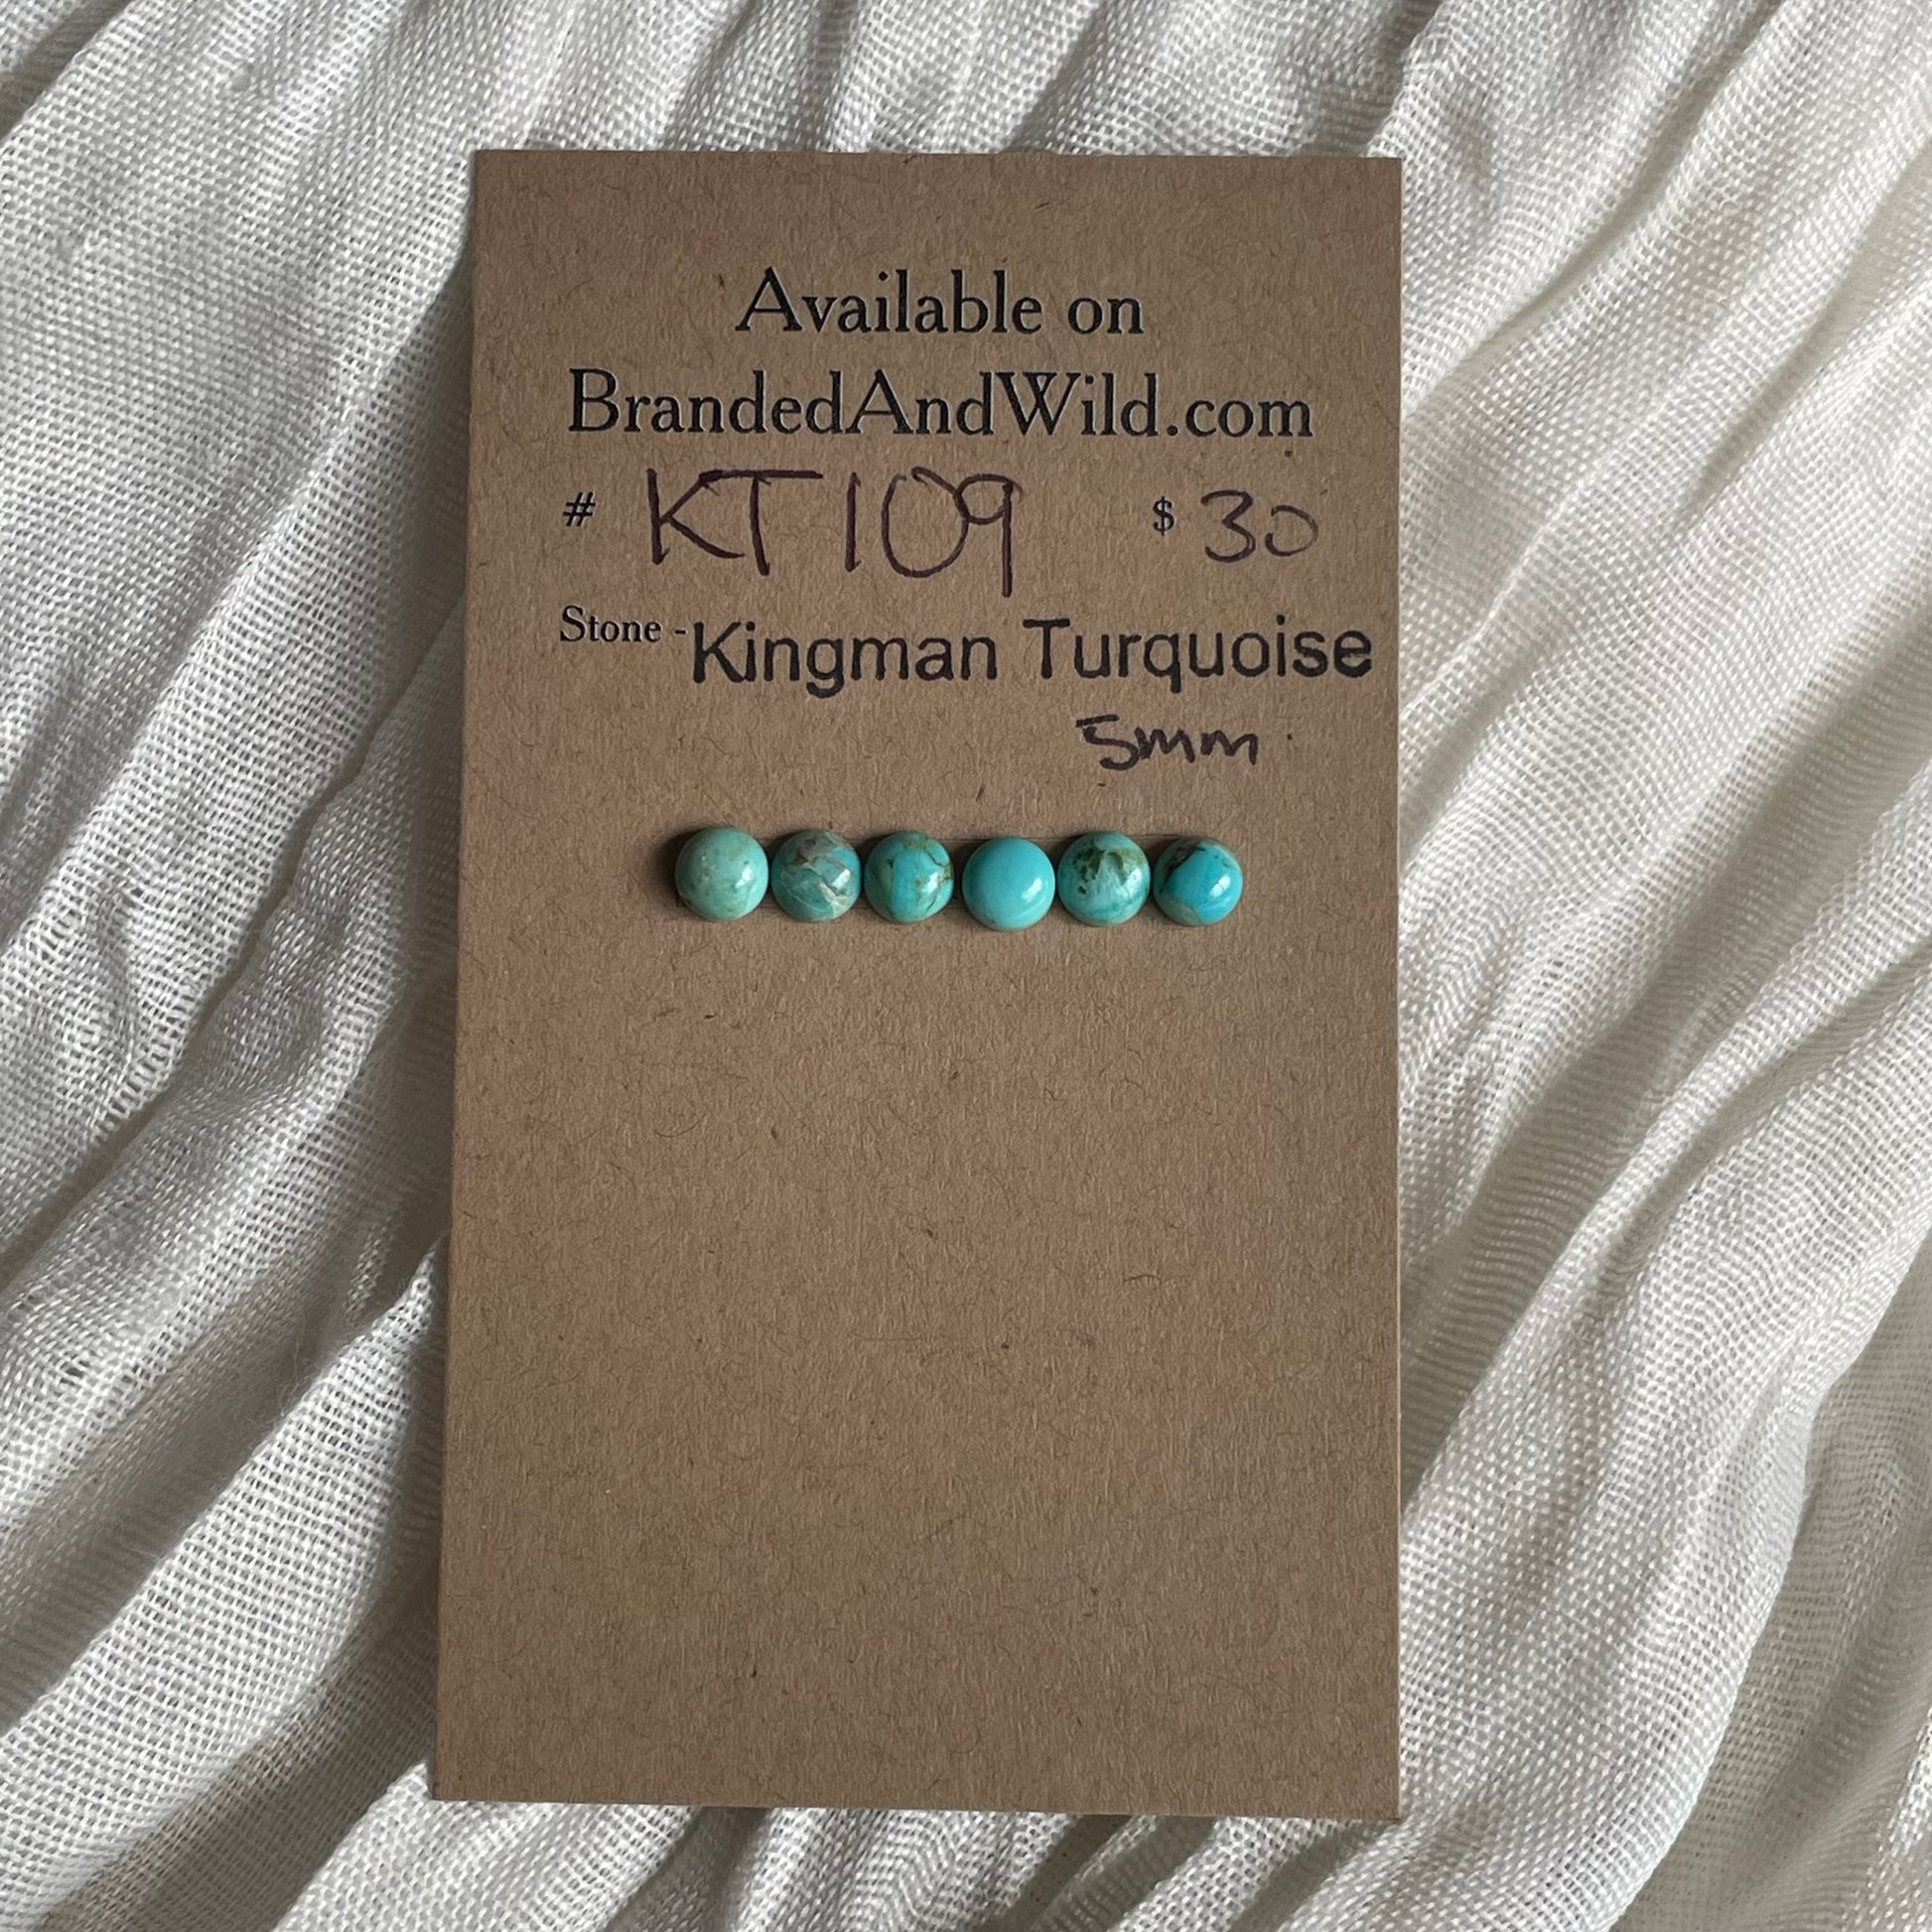 Available on
BrandedAndWild.com
# KT109 $ 30
Stone - Kingman Turquoise
5mm